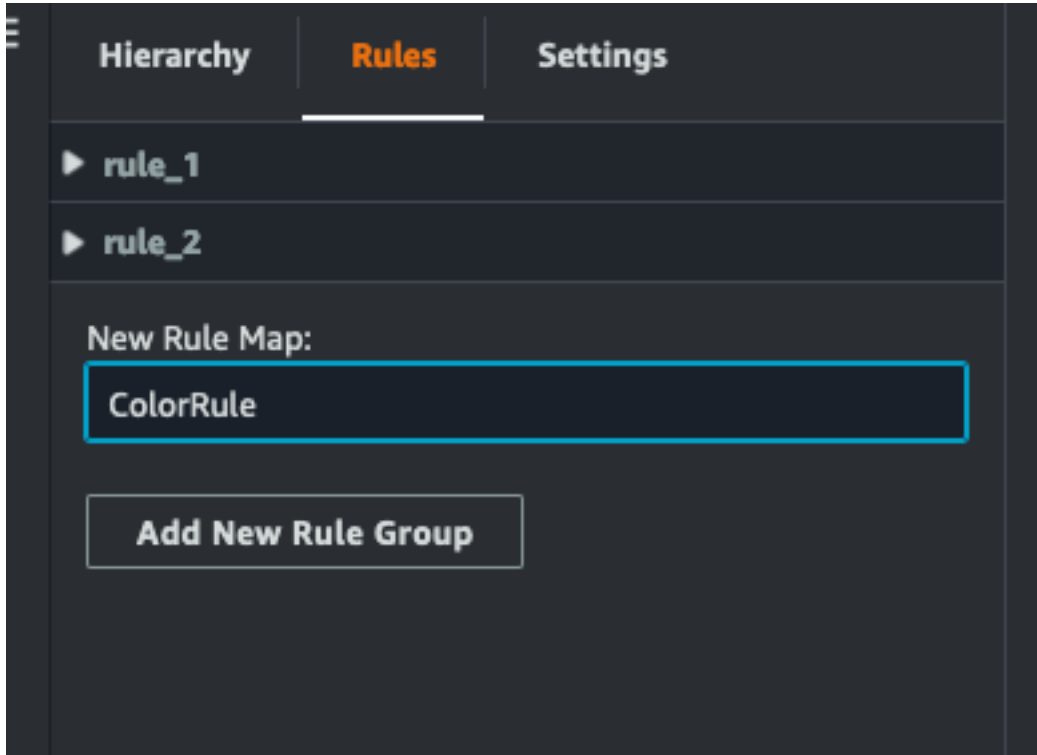 Hierarchy Rules Settings
rule_1
rule_2
New Rule Map:
ColorRule
Add New Rule Group